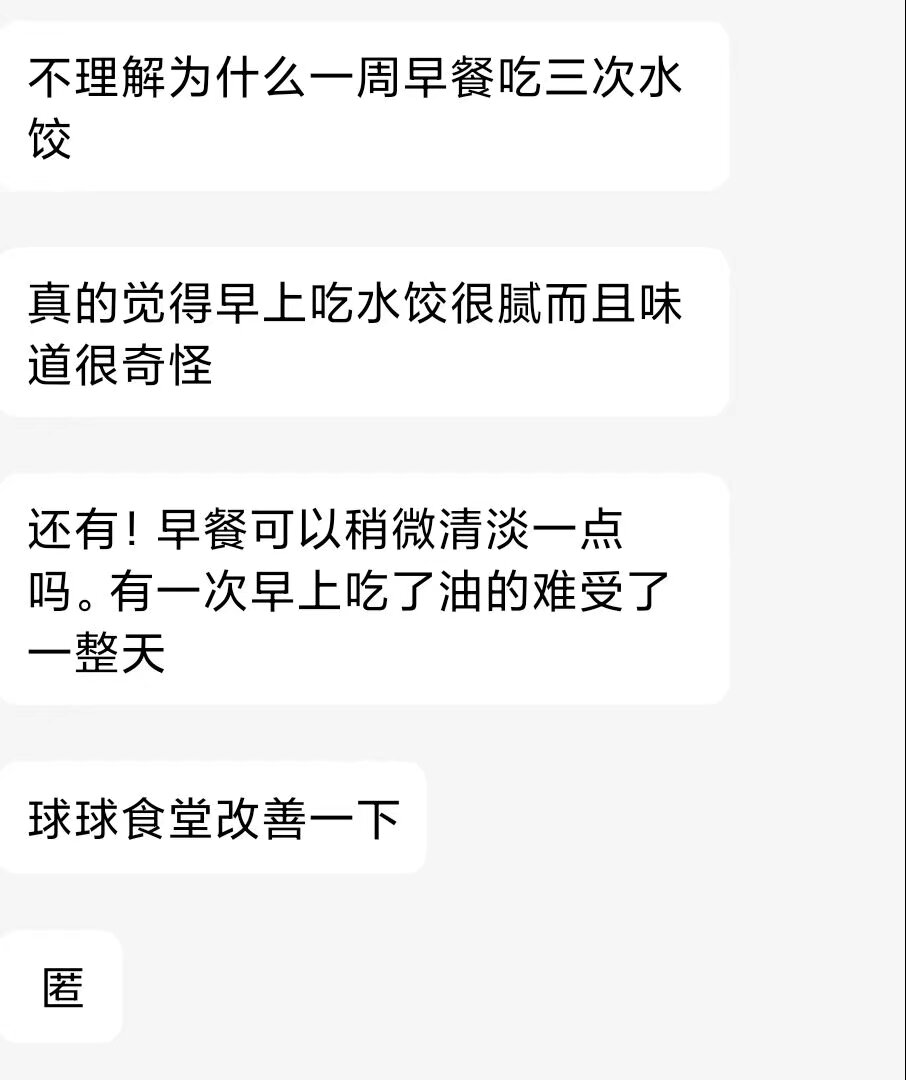 不理解为什么一周早餐吃三次水
饺
真的觉得早上吃水饺很腻而且味
道很奇怪
还有！早餐可以稍微清淡一点
吗。有一次早上吃了油的难受了
一整天
球球食堂改善一下
匿